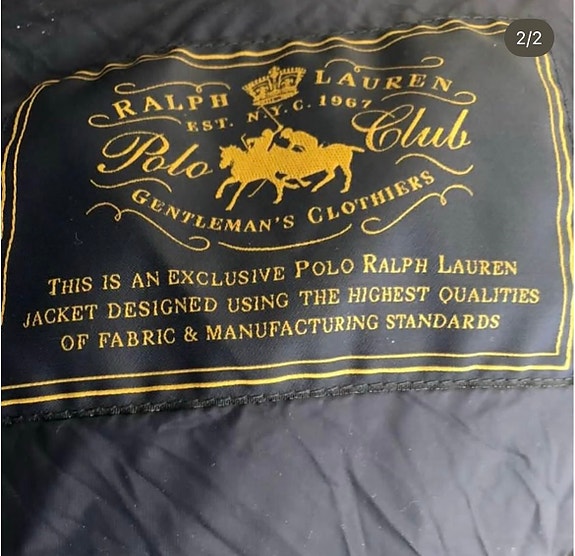 2/2
RALPH LAUREN
EST. N.Y.C. 1967
Polo Club
GENTLEMAN'S CLOTHIERS
THIS IS AN EXCLUSIVE POLO RALPH LAUREN
JACKET DESIGNED USING THE HIGHEST QUALITIES
OF FABRIC & MANUFACTURING STANDARDS